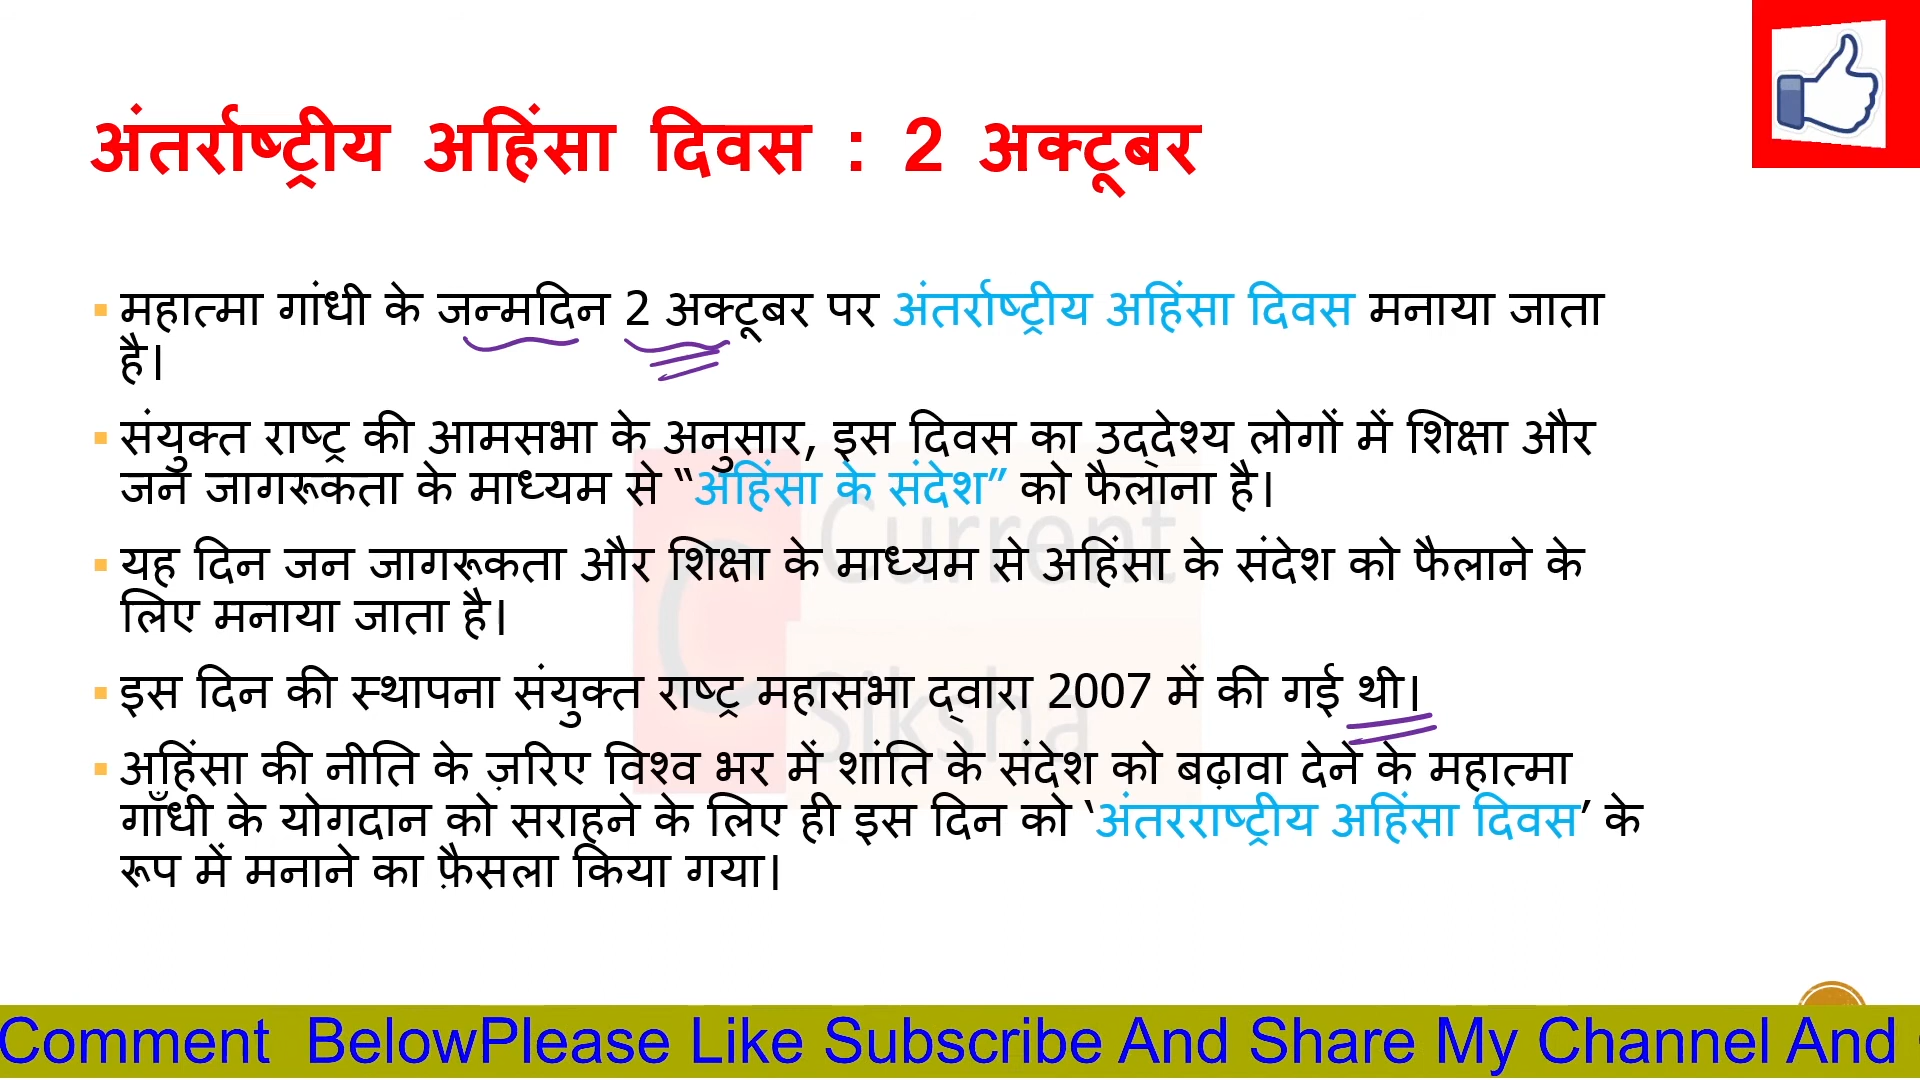 अंतर्राष्ट्रीय अहिंसा दिवस : 2 अक्टूबर
महात्मा गांधी के जन्मदिन 2 अक्टूबर पर अंतर्राष्ट्रीय अहिंसा दिवस मनाया जाता
है।
संयुक्त राष्ट्र की आमसभा के अनुसार, इस दिवस का उद्देश्य लोगों में शिक्षा और
जन जागरूकता के माध्यम से “अहिंसा के संदेश” को फैलाना है।
यह दिन जन जागरूकता और शिक्षा के माध्यम से अहिंसा के संदेश को फैलाने के
लिए मनाया जाता है।
इस दिन की स्थापना संयुक्त राष्ट्र महासभा द्वारा 2007 में की गई थी।
अहिंसा की नीति के ज़रिए विश्व भर में शांति के संदेश को बढ़ावा देने के महात्मा
गाँधी के योगदान को सराहने के लिए ही इस दिन को ‘अंतरराष्ट्रीय अहिंसा दिवस’ के
रूप में मनाने का फ़ैसला किया गया।
C Current
Siksha
Comment BelowPlease Like Subscribe And Share My Channel And